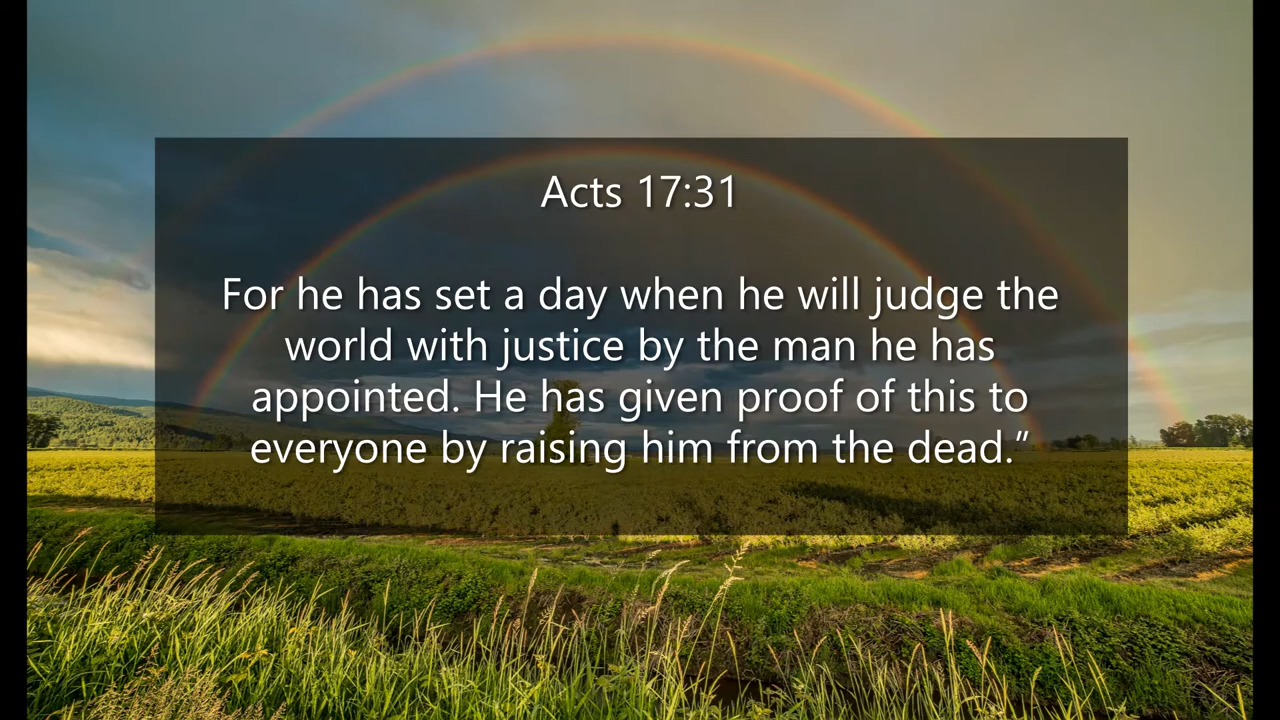 Acts 17:31
For he has set a day when he will judge the
world with justice by the man he has
appointed. He has given proof of this to
everyone by raising him from the dead.”